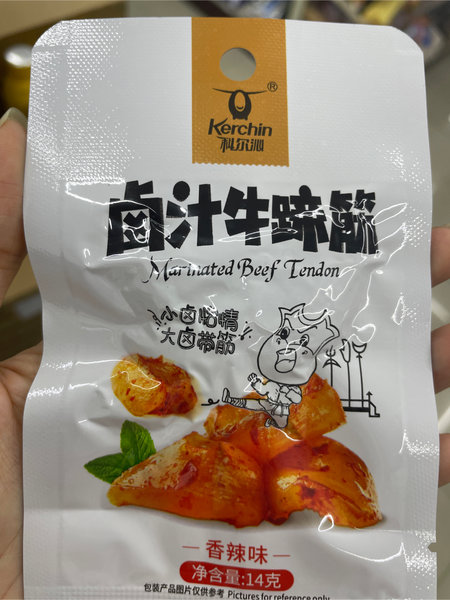 ®
Kerchin
科尔沁
卤汁牛蹄筋
Marinated Beef Tendon
小卤怡情
大卤带筋
香辣味
净含量:14克
包装产品图片仅供参考 Pictures for reference only